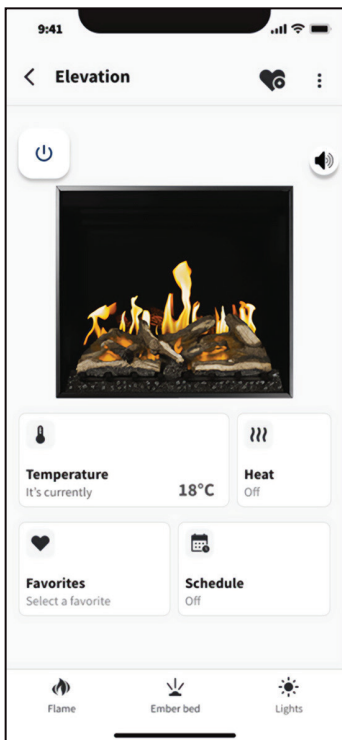 9:41
Elevation
Temperature
It's currently
18°C
Heat
Off
Favorites
Select a favorite
Schedule
Off
Flame
Ember bed
Lights